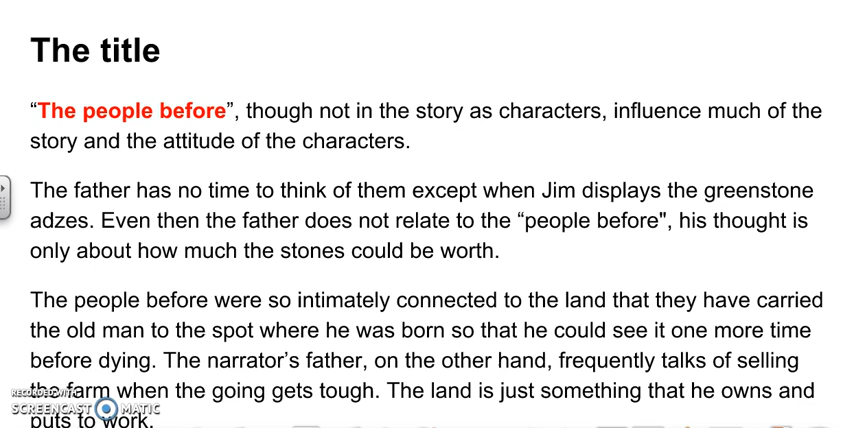 The title
“The people before”, though not in the story as characters, influence much of the
story and the attitude of the characters.
The father has no time to think of them except when Jim displays the greenstone
adzes. Even then the father does not relate to the “people before", his thought is
only about how much the stones could be worth.
The people before were so intimately connected to the land that they have carried
the old man to the spot where he was born so that he could see it one more time
before dying. The narrator’s father, on the other hand, frequently talks of selling
the farm when the going gets tough. The land is just something that he owns and
puts to work.
RECORDED WITH
SCREENCAST MATIC